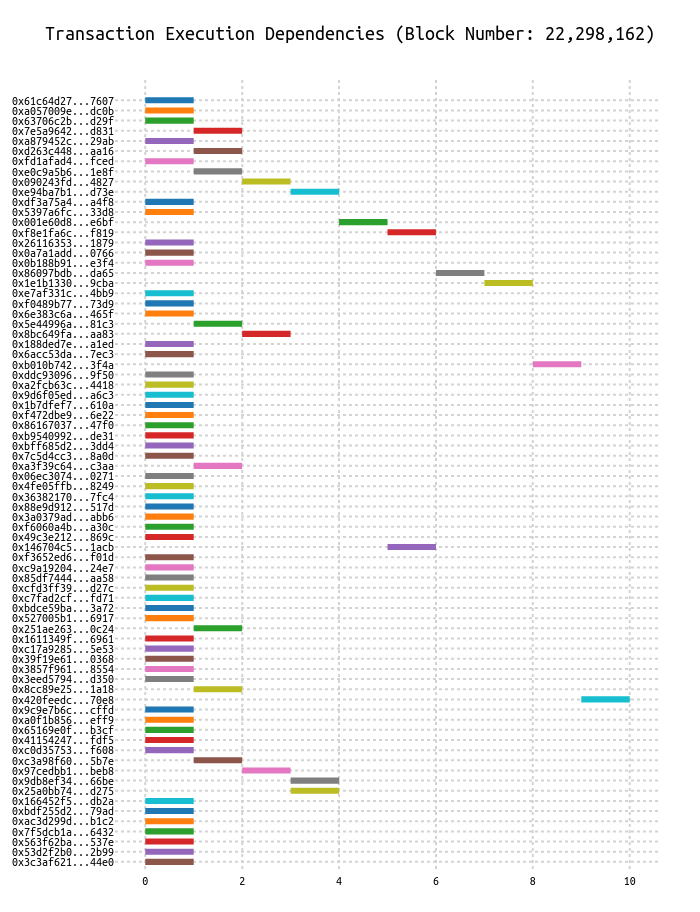 Transaction Execution Dependencies (Block Number: 22,298,162)
0x61c64d27...7607
0xa057009e...dc0b
0x63706c2b...d29f
0x7e5a9642...d831
0xa879452c...29ab
0xd263c448...aa16
0xfd1afad4...fced
0xe0c9a5b6...1e8f
0x090243fd...4827
0xe94ba7b1...d73e
0xdf3a75a4...a4f8
0x5397a6fc...33d8
0x001e60d8...e6bf
0xf8e1fa6c...f819
0x26116353...1879
0x0a7a1add...0766
0x0b188b91...e3f4
0x86097bdb...da65
0x1e1b1330...9cba
0xe7af331c...4bb9
0xf0489b77...73d9
0x6e383c6a...465f
0x5e44996a...81c3
0x8bc649fa...aa83
0x188ded7e...a1ed
0x6acc53da...7ec3
0xb010b742...3f4a
0xddc93096...9f50
0xa2fcb63c...4418
0x9d6f05ed...a6c3
0x1b7dfef7...610a
0xf472dbe9...6e22
0x86167037...47f0
0xb9540992...de31
0xbff685d2...3dd4
0x7c5d4cc3...8a0d
0xa3f39c64...c3aa
0x06ec3074...0271
0x4fe05ffb...8249
0x36382170...7fc4
0x88e9d912...517d
0x3a0379ad...abb6
0xf6060a4b...a30c
0x49c3e212...869c
0x146704c5...1acb
0xf3652ed6...f01d
0xc9a19204...24e7
0x85df7444...aa58
0xcfd3ff39...d27c
0xc7fad2cf...fd71
0xbdce59ba...3a72
0x527005b1...6917
0x251ae263...0c24
0x1611349f...6961
0xc17a9285...5e53
0x39f19e61...0368
0x3857f961...8554
0x3eed5794...d350
0x8cc89e25...1a18
0x420feedc...70e8
0x9c9e7b6c...cffd
0xa0f1b856...eff9
0x65169e0f...b3cf
0x41154247...fdf5
0xc0d35753...f608
0xc3a98f60...5b7e
0x97cedbb1...beb8
0x9db8ef34...66be
0x25a0bb74...d275
0x166452f5...db2a
0xbdf255d2...79ad
0xac3d299d...b1c2
0x7f5dcb1a...6432
0x563f62ba...537e
0x53d2f2b0...2b99
0x3c3af621...44e0
0 2 4 6 8 10